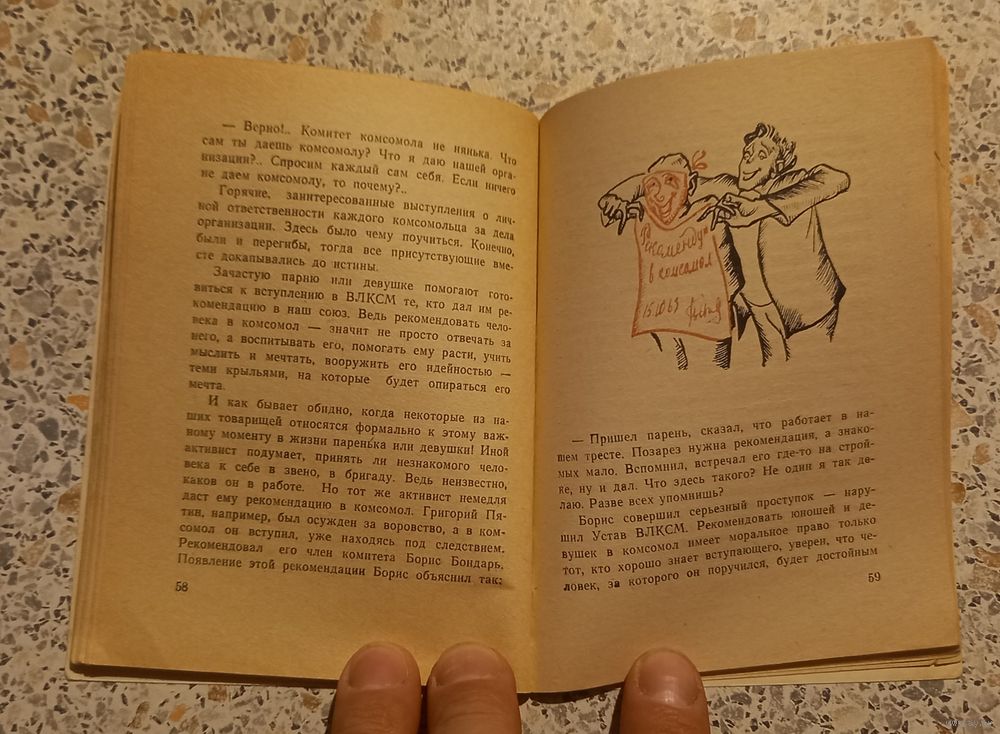 — Верно!.. Комитет комсомола не нянька. Что
сам ты даешь комсомолу? Что я даю нашей орга-
низации?.. Спросим каждый сам себя. Если ничего
не даем комсомолу, то почему?..
Горячие, заинтересованные выступления о лич-
ной ответственности каждого комсомольца за дела
организации. Здесь было чему поучиться. Конечно,
были и перегибы, тогда все присутствующие вме-
сте докапывались до истины.
Зачастую парню или девушке помогают гото-
виться к вступлению в ВЛКСМ те, кто дал им ре-
комендацию в наш союз. Ведь рекомендовать чело-
века в комсомол — значит не просто отвечать за
него, а воспитывать его, помогать ему расти, учить
мыслить и мечтать, вооружить его идейностью —
теми крыльями, на которые будет опираться его
мечта.
И как бывает обидно, когда некоторые из на-
ших товарищей относятся формально к этому важ-
ному моменту в жизни паренька или девушки! Иной
активист подумает, принять ли незнакомого чело-
века к себе в звено, в бригаду. Ведь неизвестно,
каков он в работе. Но тот же активист немедля
даст ему рекомендацию в комсомол. Григорий Пя-
тин, например, был осужден за воровство, а в ком-
сомол он вступил, уже находясь под следствием.
Рекомендовал его член комитета Борис Бондарь.
Появление этой рекомендации Борис объяснил так:
58
Рекомендую
в комсомол
15.10.63
— Пришел парень, сказал, что работает в на-
шем тресте. Позарез нужна рекомендация, а знако-
мых мало. Вспомнил, встречал его где-то на строй-
ке, ну и дал. Что здесь такого? Не один я так де-
лаю. Разве всех упомнишь?
Борис совершил серьезный проступок — нару-
шил Устав ВЛКСМ. Рекомендовать юношей и де-
вушек в комсомол имеет моральное право только
тот, кто хорошо знает вступающего, уверен, что че-
ловек, за которого он поручился, будет достойным
59